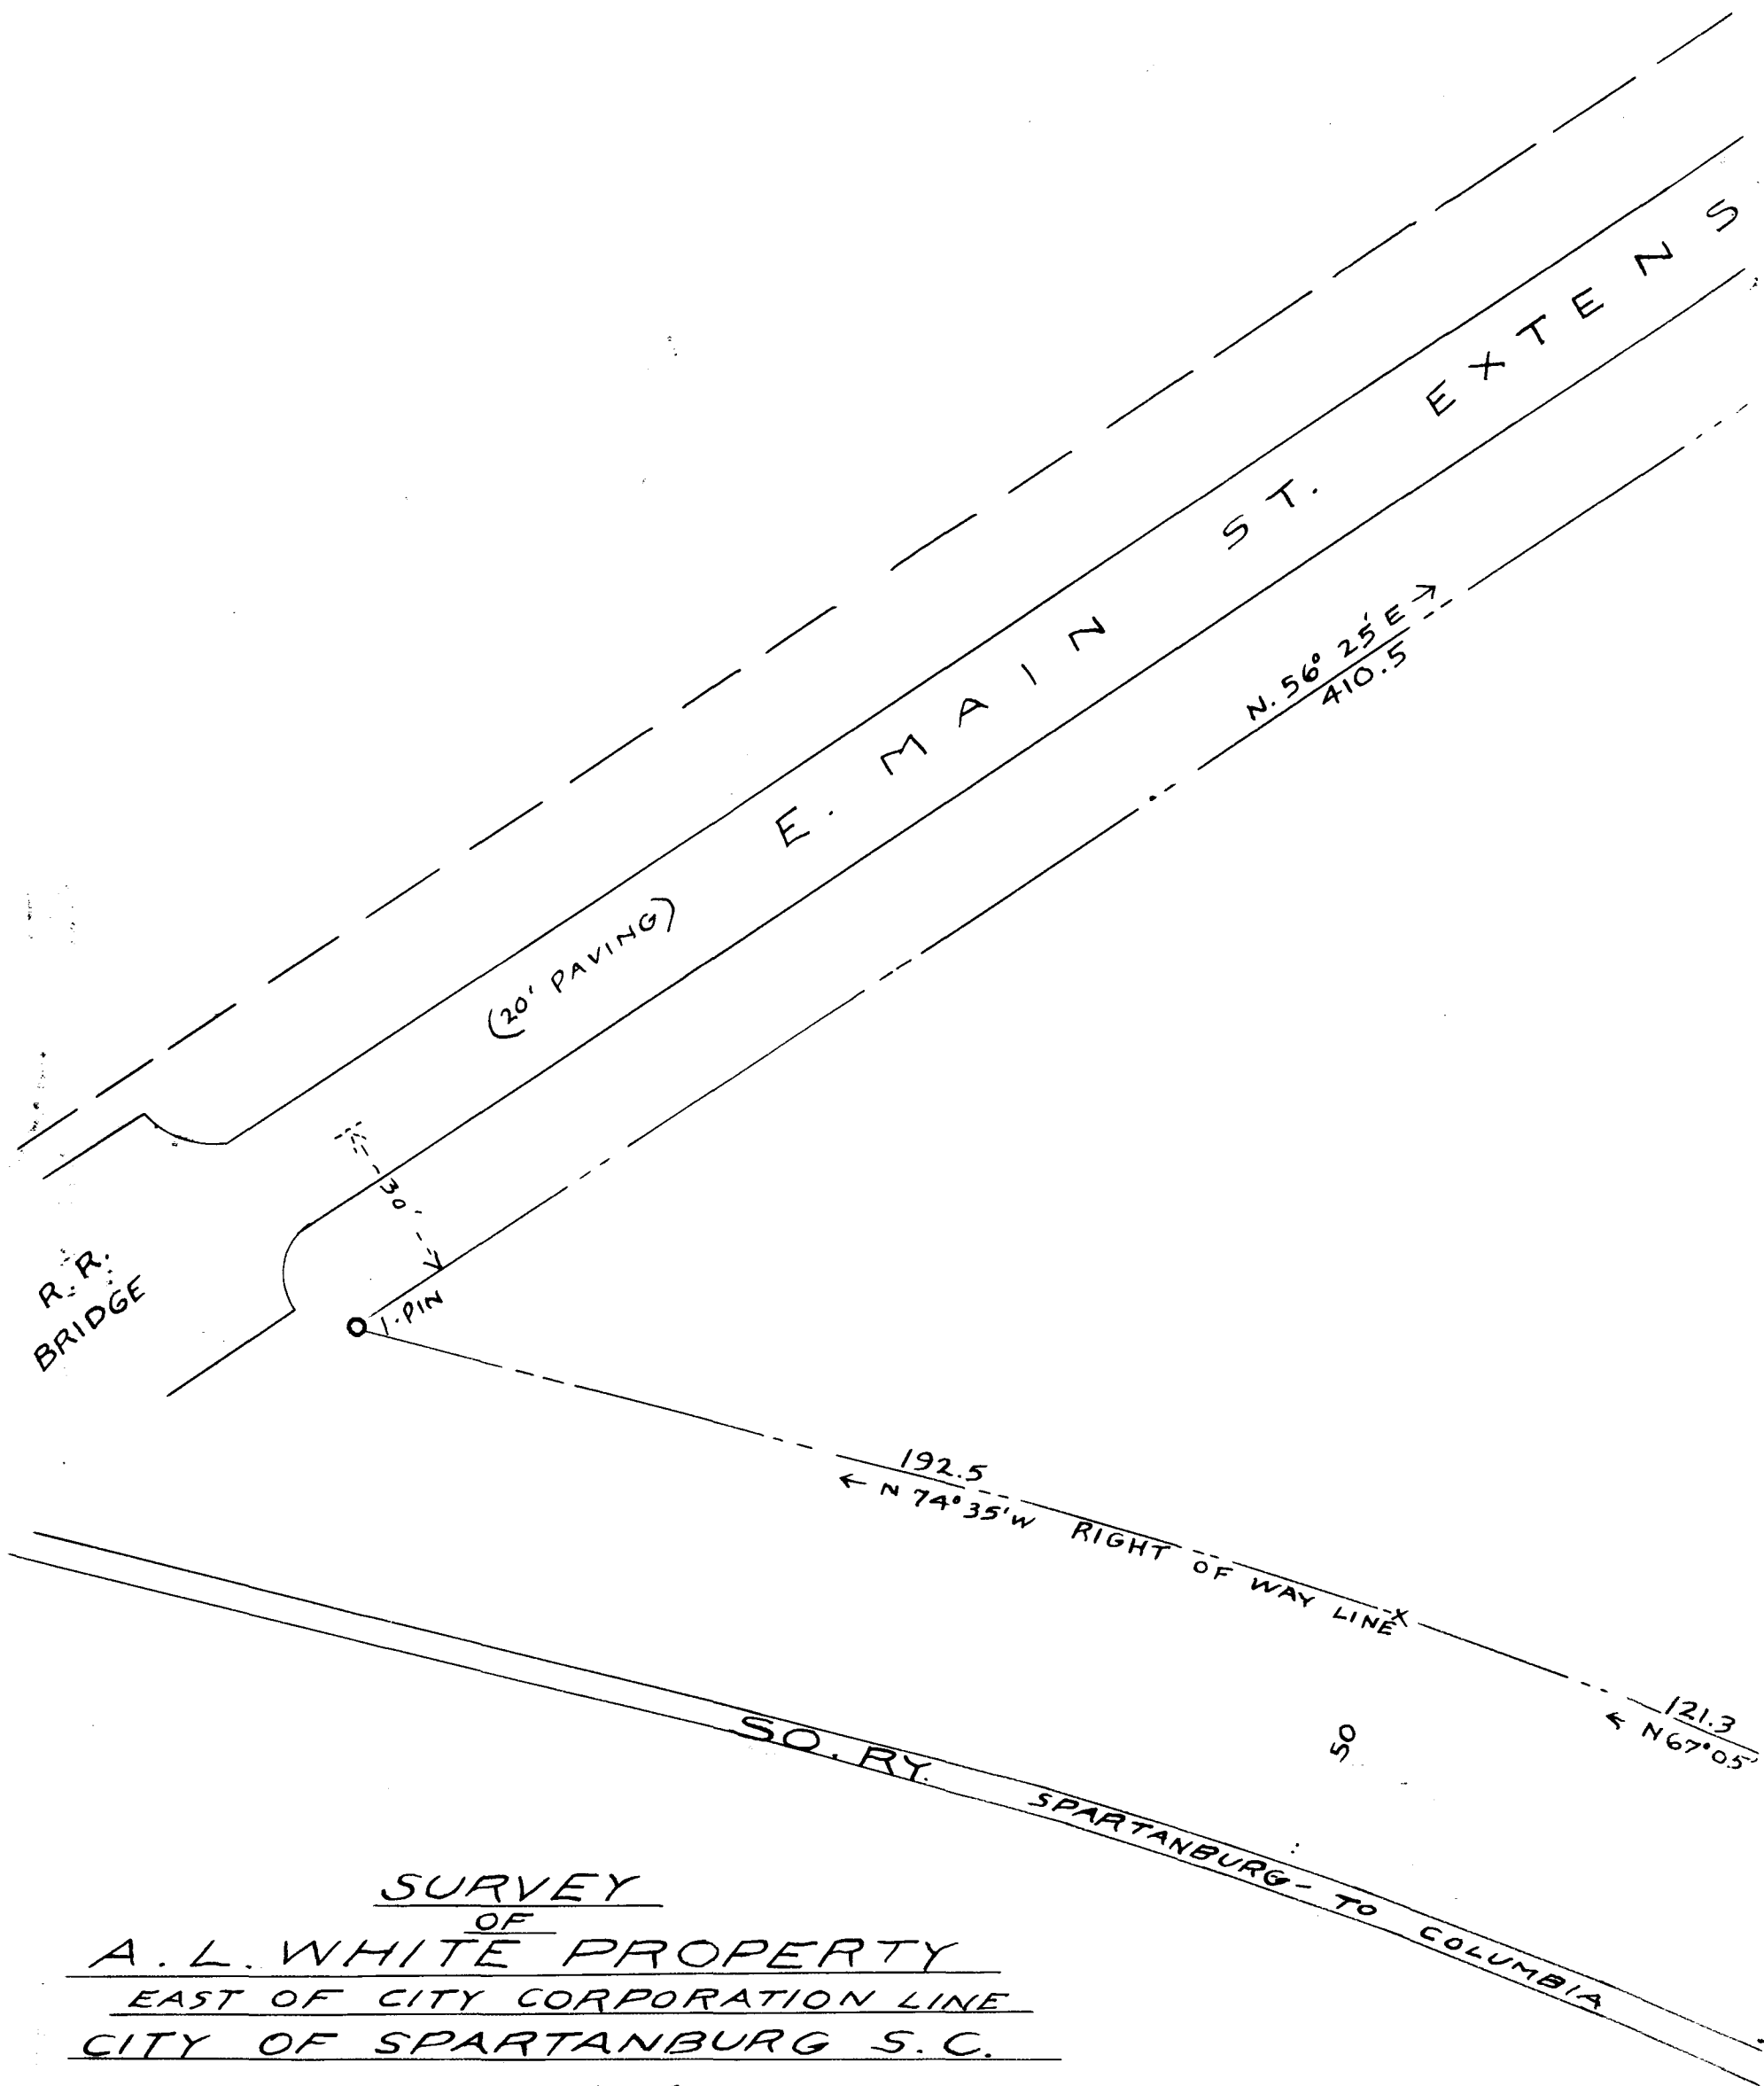 E. MAIN ST. EXTENS
(20' PAVING)
N. 56° 25' E →
410.5
30'
R.R.
BRIDGE
I-PIN
192.5
← N 74° 35' W RIGHT OF WAY LINE
X
121.3
← N 67° 05'
50
SO. RY. SPARTANBURG - TO COLUMBIA
SURVEY
OF
A. L. WHITE PROPERTY
EAST OF CITY CORPORATION LINE
CITY OF SPARTANBURG S. C.